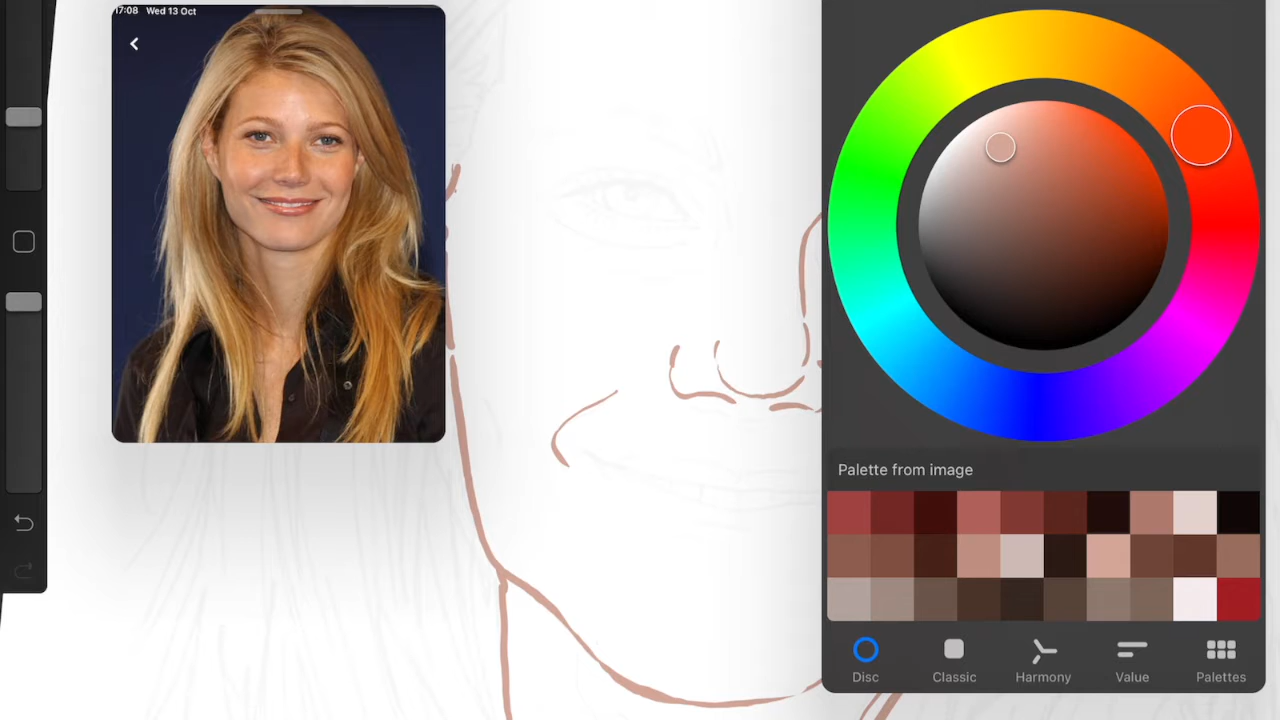 17:08 Wed 13 Oct
Palette from image
Disc
Classic
Harmony
Value
Palettes